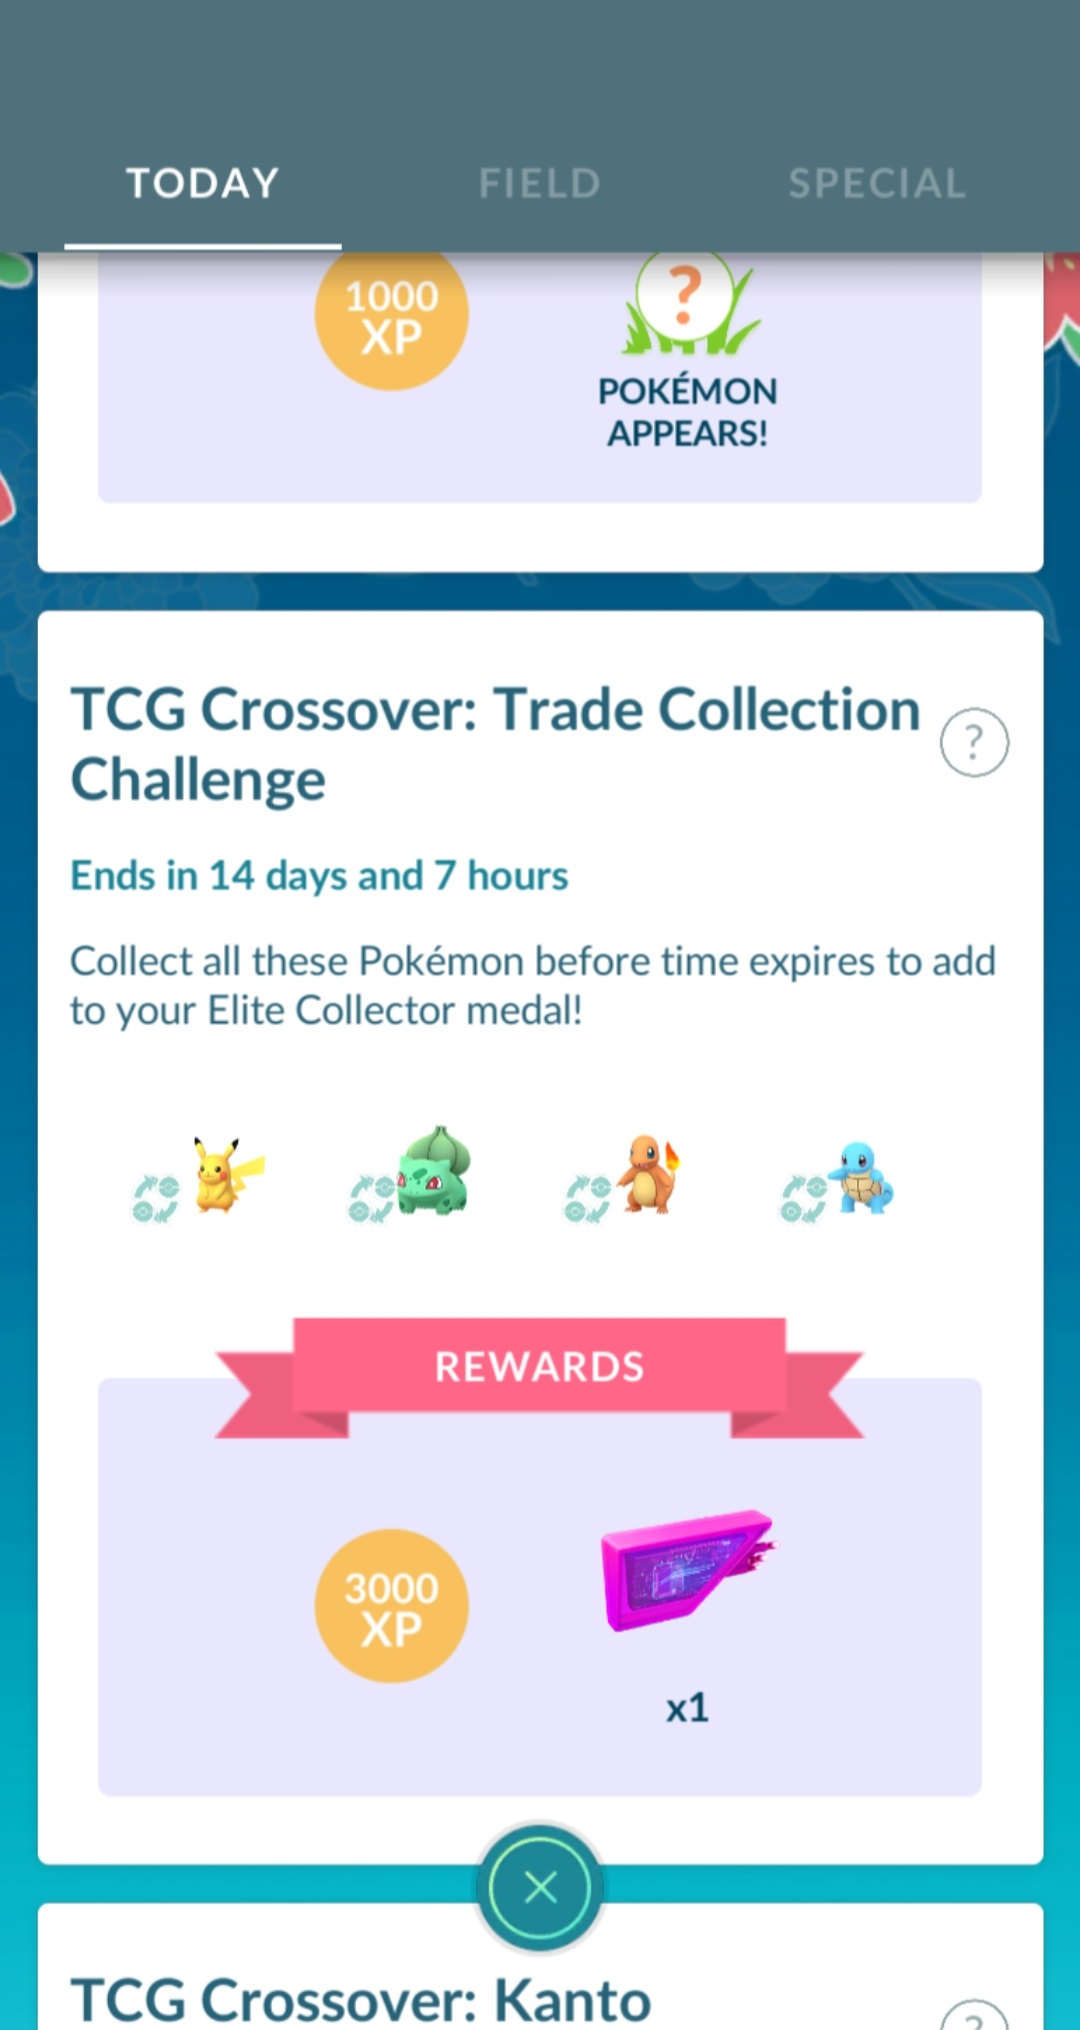 TODAY FIELD SPECIAL
1000
XP
?
POKÉMON
APPEARS!
TCG Crossover: Trade Collection
Challenge
?
Ends in 14 days and 7 hours
Collect all these Pokémon before time expires to add
to your Elite Collector medal!
REWARDS
3000
XP
x1
TCG Crossover: Kanto
?